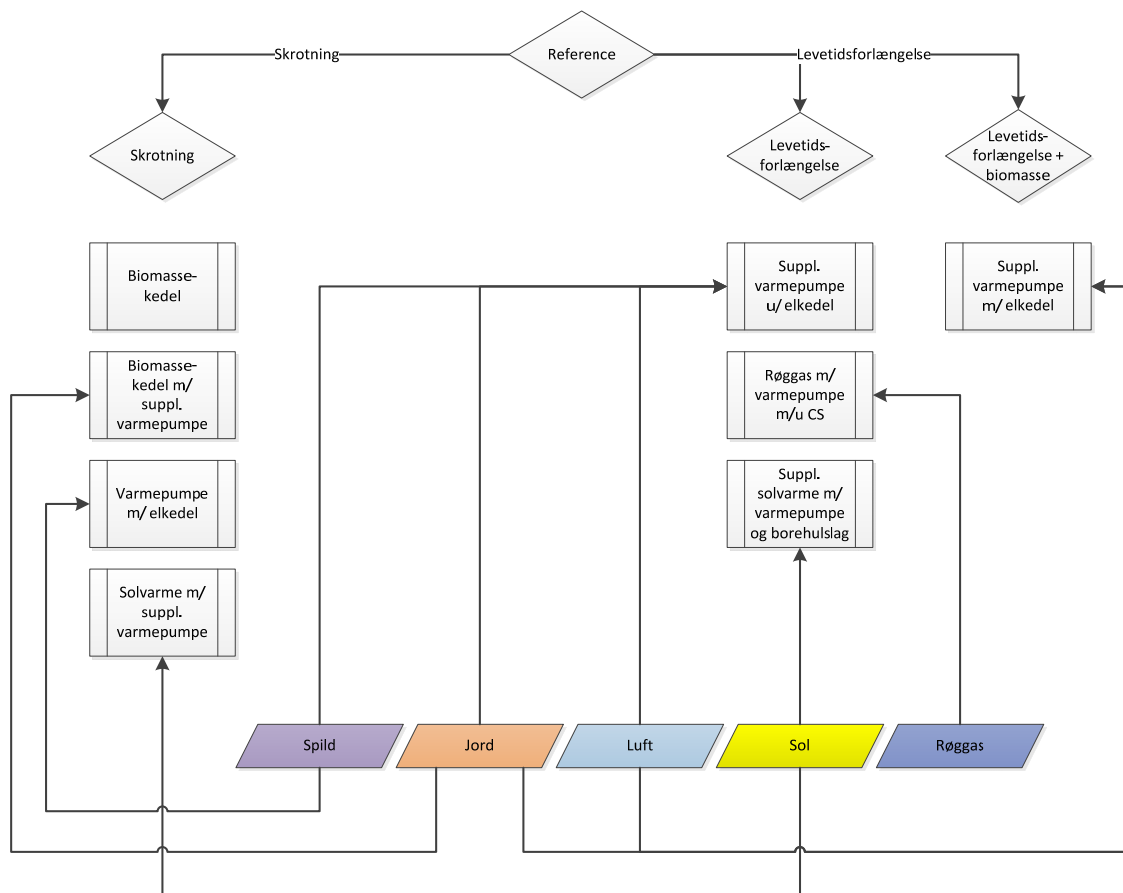 Skrotning
Reference
Levetidsforlængelse
Skrotning
Levetids-
forlængelse
Levetids-
forlængelse +
biomasse
Biomasse-
kedel
Suppl.
varmepumpe
u/ elkedel
Suppl.
varmepumpe
m/ elkedel
Biomasse-
kedel m/
suppl.
varmepumpe
Røggas m/
varmepumpe
m/u CS
Varmepumpe
m/ elkedel
Suppl.
solvarme m/
varmepumpe
og borehulslag
Solvarme m/
suppl.
varmepumpe
Spild
Jord
Luft
Sol
Røggas